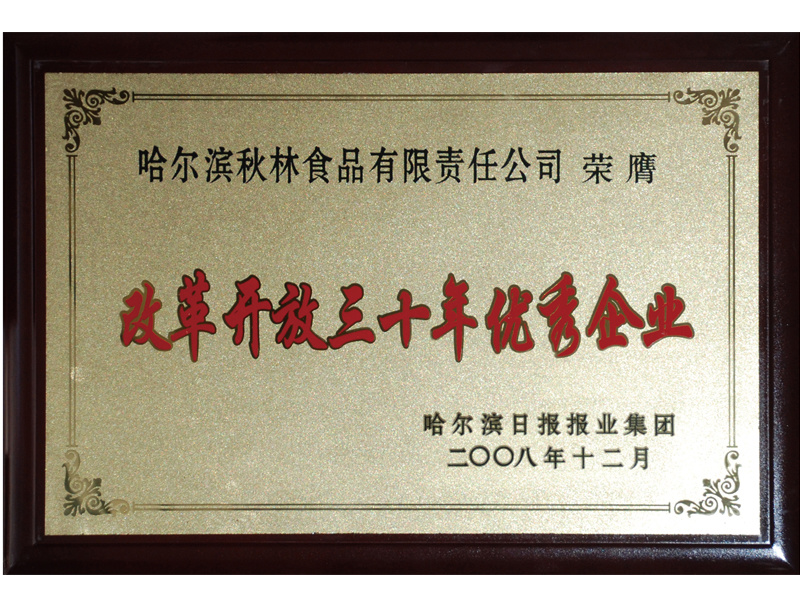 哈尔滨秋林食品有限责任公司 荣膺
改革开放三十年优秀企业
哈尔滨日报报业集团
二〇〇八年十二月